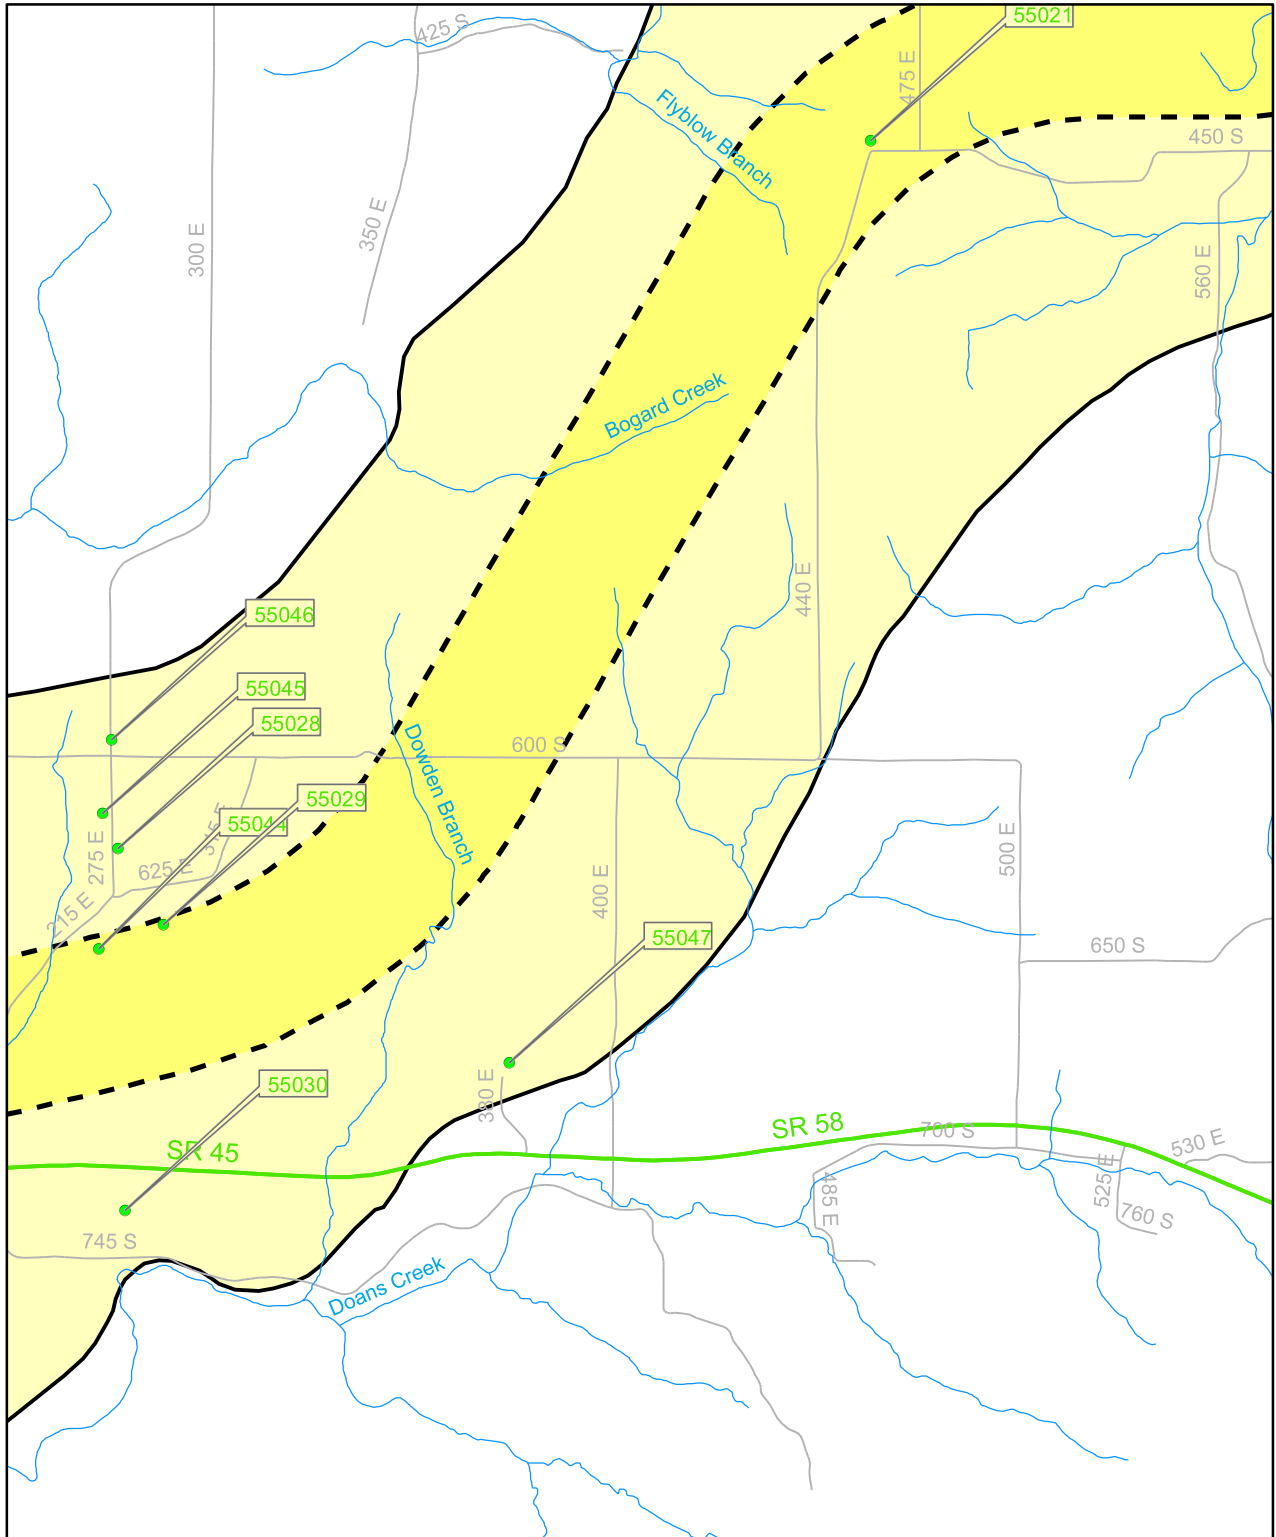 55021
425 S
475 E
Flyblow Branch
450 S
350 E
300 E
560 E
Bogard Creek
440 E
55046
55045
55028
600 S
Dowden Branch
55029
55044
315 E
275 E
625 E
500 E
400 E
215 E
55047
650 S
55030
380 E
SR 45
SR 58
700 S
530 E
525 E
485 E
760 S
745 S
Doans Creek